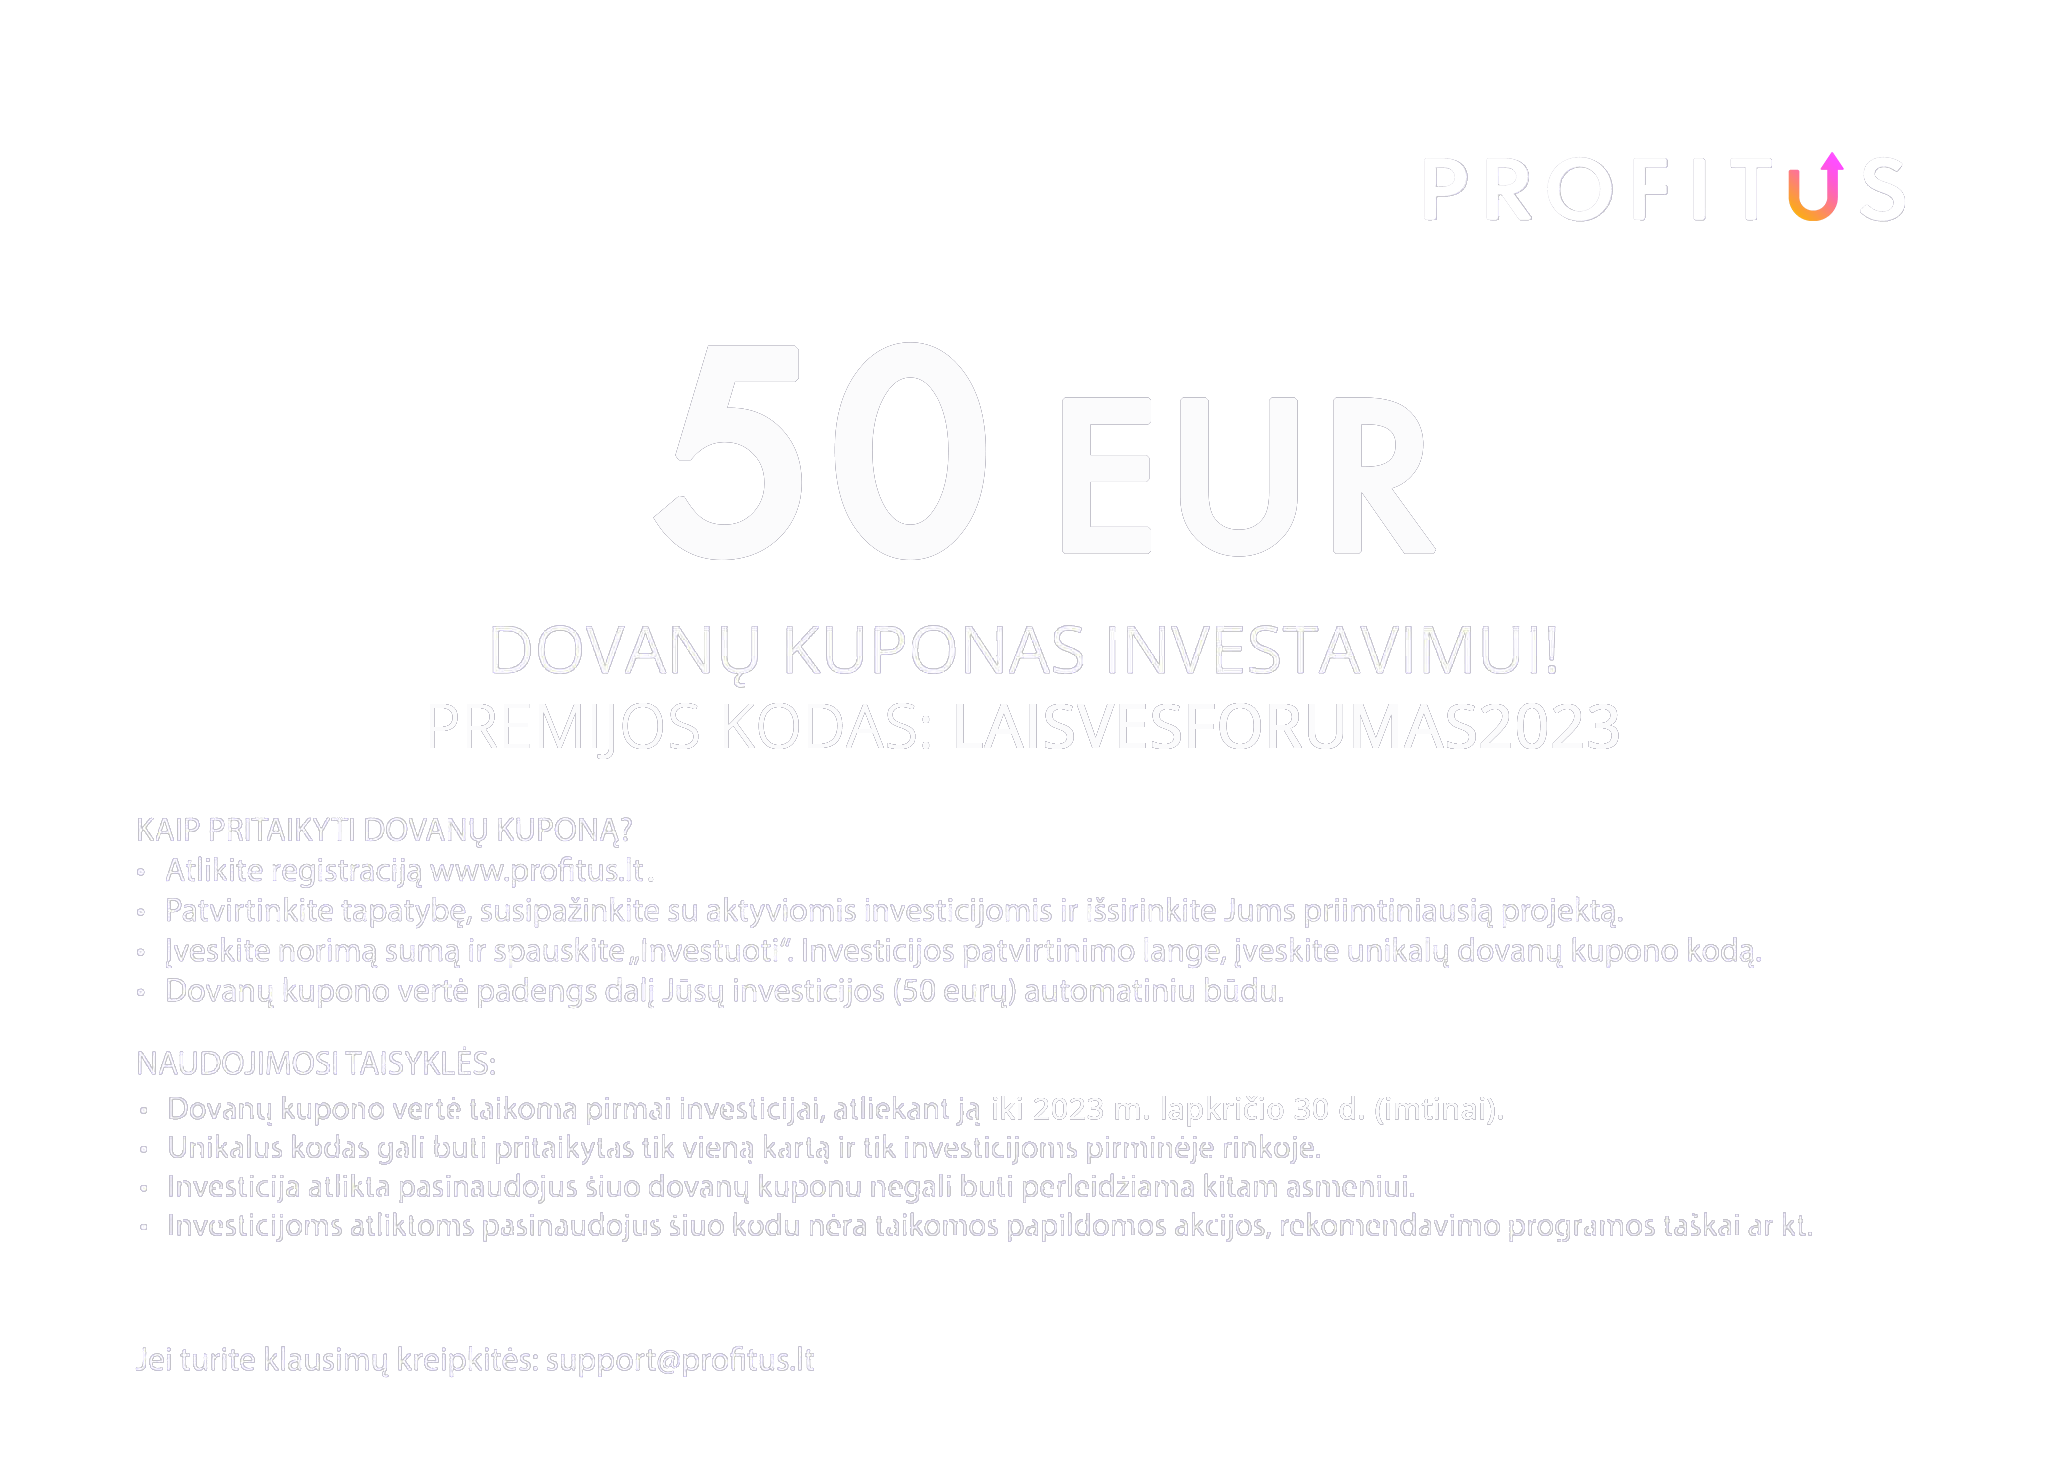 PROFITUS
50 EUR
DOVANŲ KUPONAS INVESTAVIMUI!
PREMIJOS KODAS: LAISVESFORUMAS2023
KAIP PRITAIKYTI DOVANŲ KUPONĄ?
• Atlikite registraciją www.profitus.lt.
• Patvirtinkite tapatybę, susipažinkite su aktyviomis investicijomis ir išsirinkite Jums priimtiniausią projektą.
• Įveskite norimą sumą ir spauskite „Investuoti“. Investicijos patvirtinimo lange, įveskite unikalų dovanų kupono kodą.
• Dovanų kupono vertė padengs dalį Jūsų investicijos (50 eurų) automatiniu būdu.
NAUDOJIMOSI TAISYKLĖS:
• Dovanų kupono vertė taikoma pirmai investicijai, atliekant ją iki 2023 m. lapkričio 30 d. (imtinai).
• Unikalus kodas gali buti pritaikytas tik vieną kartą ir tik investicijoms pirminėje rinkoje.
• Investicija atlikta pasinaudojus šiuo dovanų kuponu negali buti perleidžiama kitam asmeniui.
• Investicijoms atliktoms pasinaudojus šiuo kodu nėra taikomos papildomos akcijos, rekomendavimo programos taškai ar kt.
Jei turite klausimų kreipkitės: support@profitus.lt